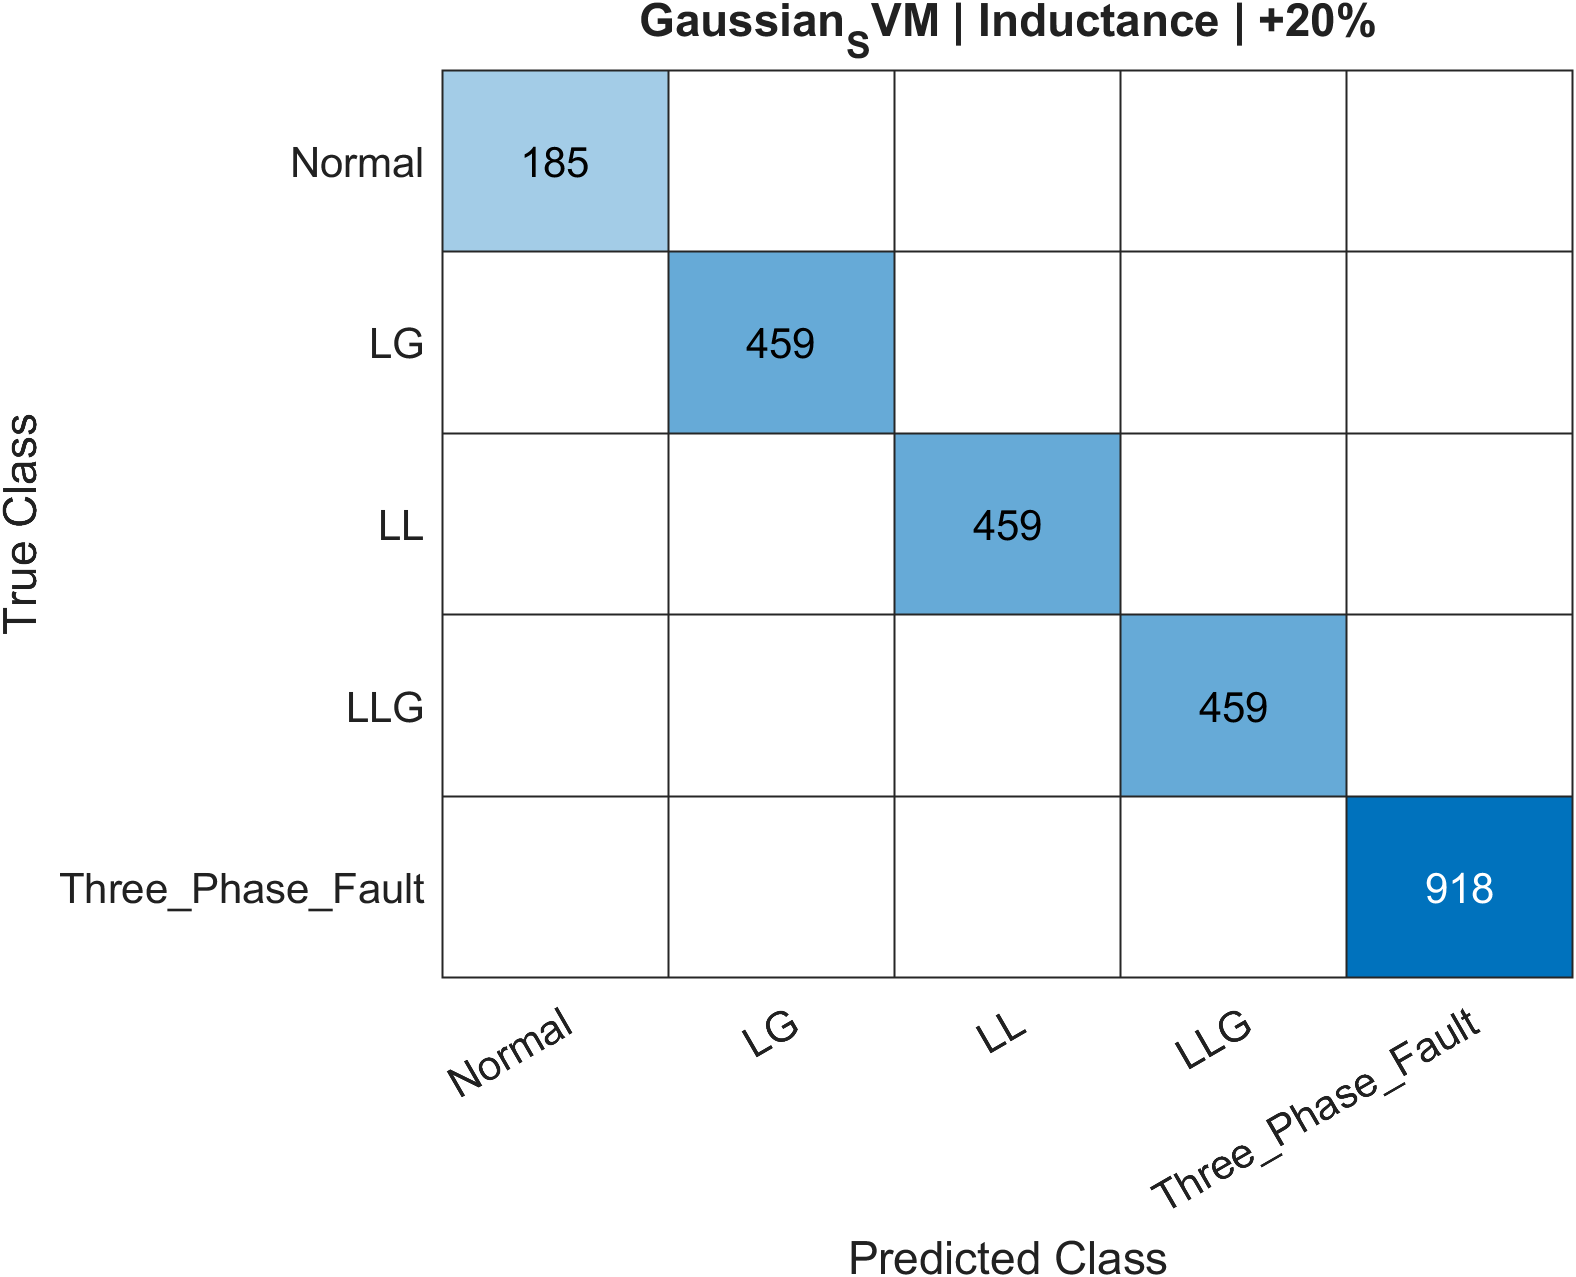 Gaussian_SVM | Inductance | +20%
Normal 185
LG 459
LL 459
LLG 459
Three_Phase_Fault 918
True Class
Normal LG LL LLG Three_Phase_Fault
Predicted Class